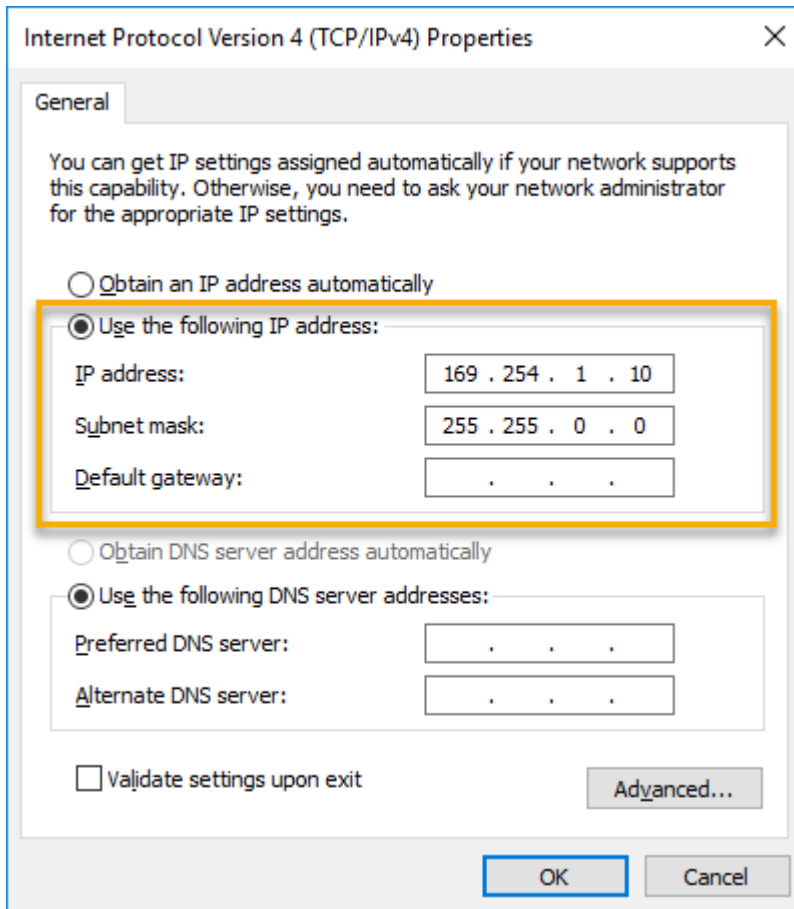 Internet Protocol Version 4 (TCP/IPv4) Properties
General
You can get IP settings assigned automatically if your network supports
this capability. Otherwise, you need to ask your network administrator
for the appropriate IP settings.
Obtain an IP address automatically
Use the following IP address:
IP address: 169 . 254 . 1 . 10
Subnet mask: 255 . 255 . 0 . 0
Default gateway: . . .
Obtain DNS server address automatically
Use the following DNS server addresses:
Preferred DNS server: . . .
Alternate DNS server: . . .
Validate settings upon exit
Advanced...
OK Cancel